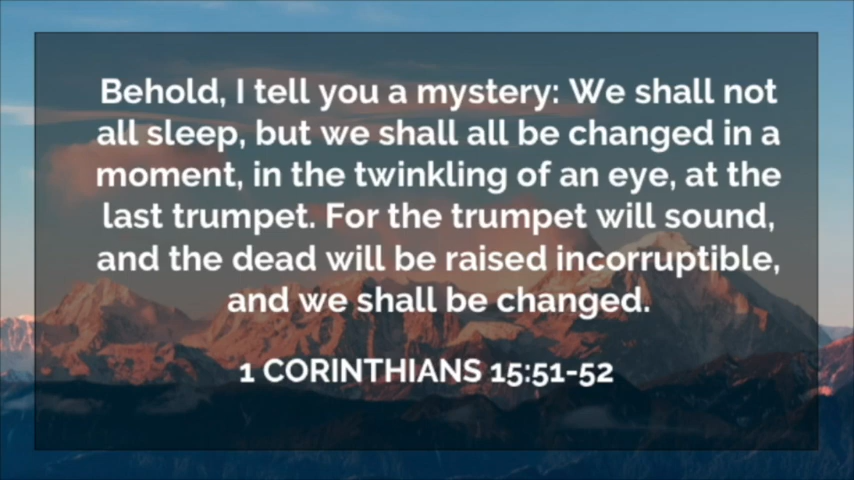 Behold, I tell you a mystery: We shall not
all sleep, but we shall all be changed in a
moment, in the twinkling of an eye, at the
last trumpet. For the trumpet will sound,
and the dead will be raised incorruptible,
and we shall be changed.
1 CORINTHIANS 15:51-52